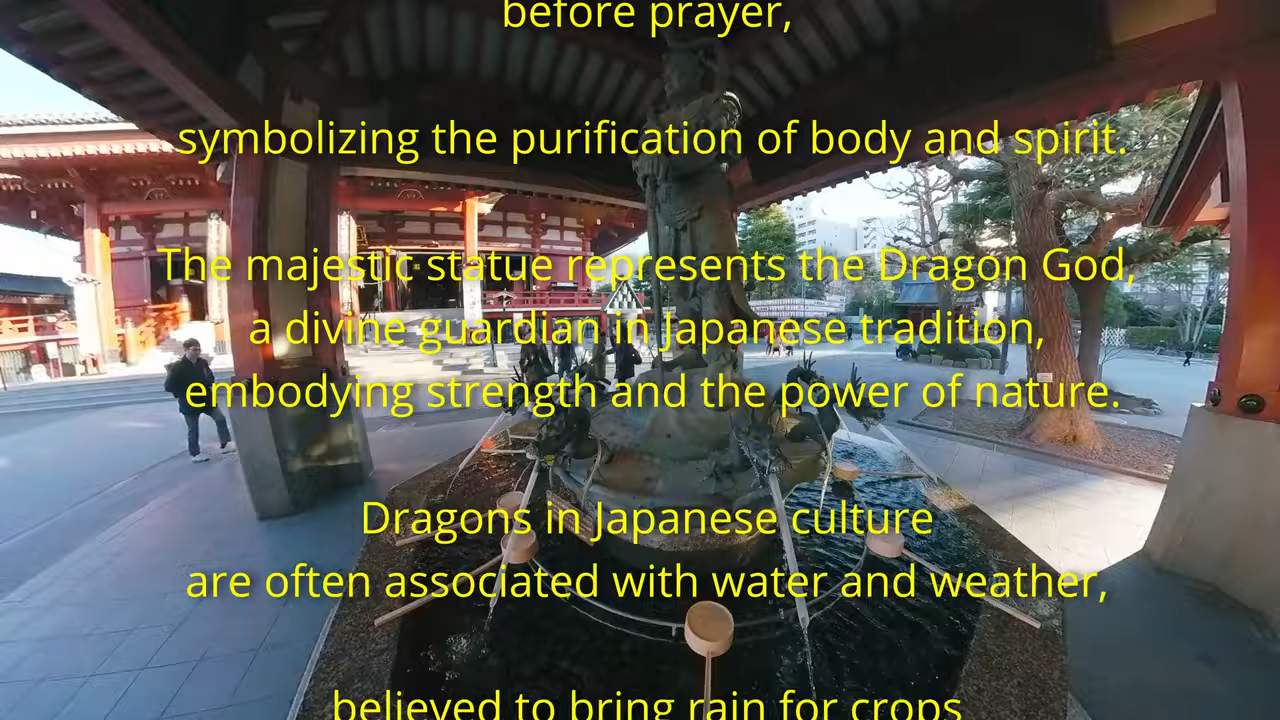 before prayer,
symbolizing the purification of body and spirit.
The majestic statue represents the Dragon God,
a divine guardian in Japanese tradition,
embodying strength and the power of nature.
Dragons in Japanese culture
are often associated with water and weather,
believed to bring rain for crops